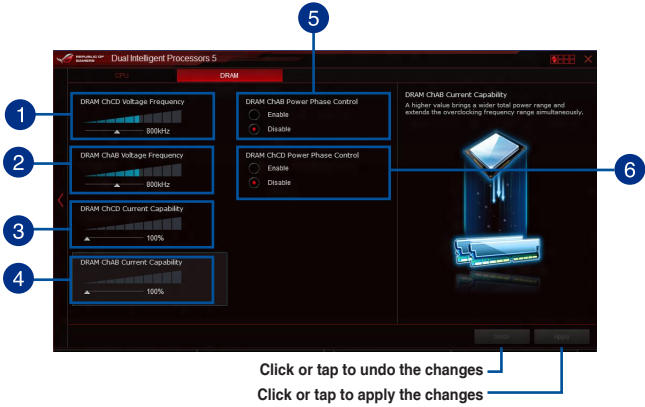 5
REPUBLIC OF GAMERS
Dual Intelligent Processors 5
CPU
DRAM
1
DRAM ChCD Voltage Frequency
800kHz
2
DRAM ChAB Voltage Frequency
800kHz
3
DRAM ChCD Current Capability
100%
4
DRAM ChAB Current Capability
100%
DRAM ChAB Power Phase Control
Enable
Disable
DRAM ChCD Power Phase Control
Enable
Disable
6
DRAM ChAB Current Capability
A higher value brings a wider total power range and
extends the overclocking frequency range simultaneously.
Apply
Click or tap to undo the changes
Click or tap to apply the changes